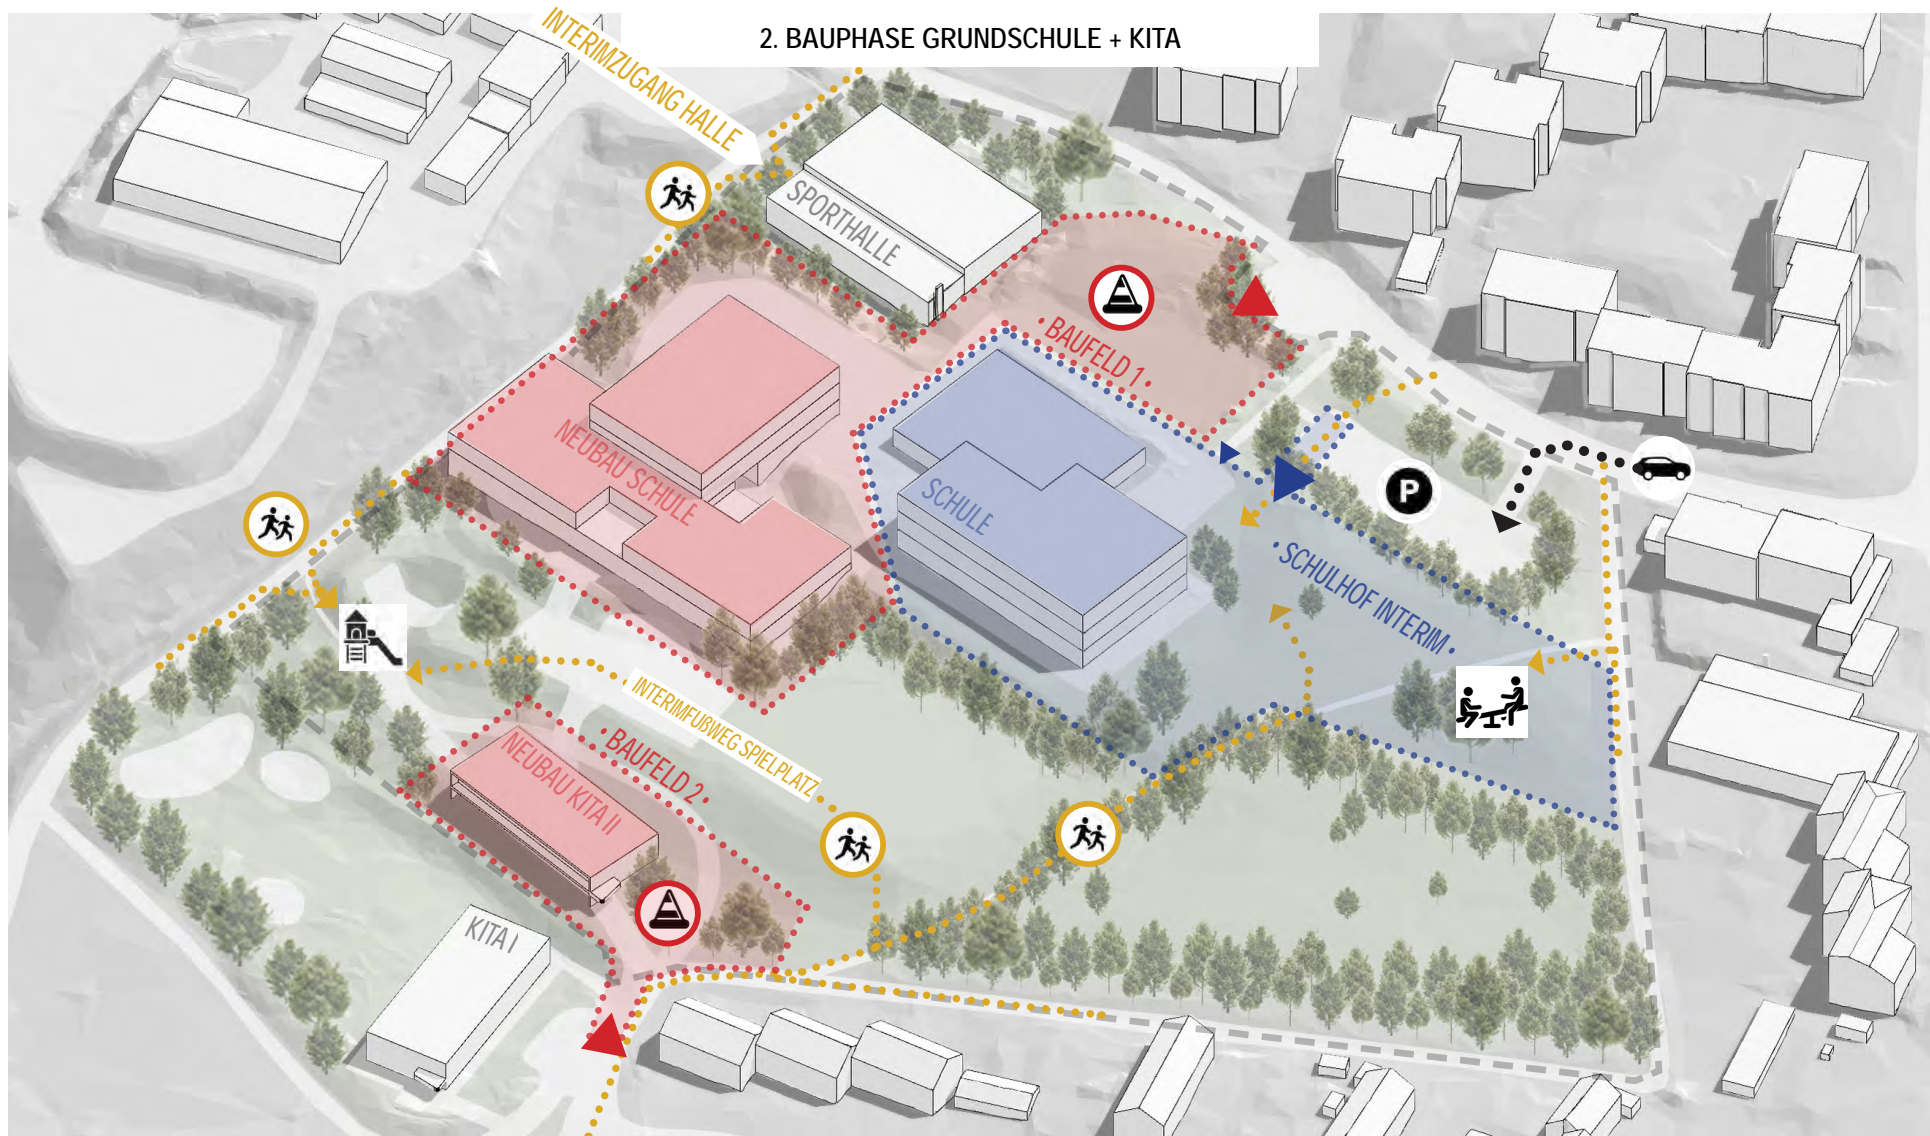 2. BAUPHASE GRUNDSCHULE + KITA
INTERIMZUGANG HALLE
SPORTHALLE
• BAUFELD 1 •
NEUBAU SCHULE
SCHULE
P
• SCHULHOF INTERIM •
INTERIMFUßWEG SPIELPLATZ
• BAUFELD 2 •
NEUBAU KITA II
KITA I